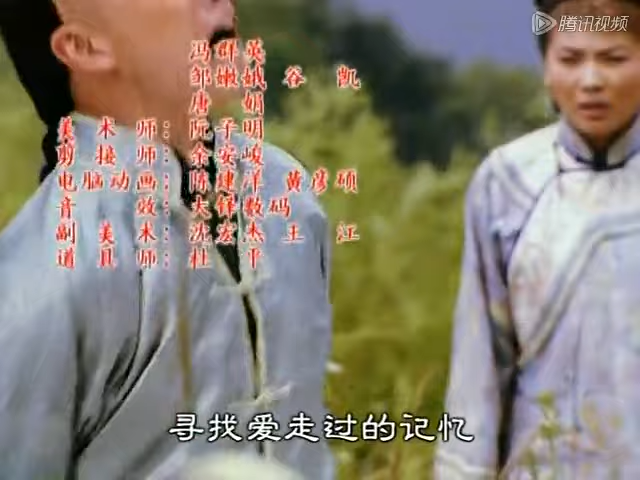 腾讯视频
冯群英
邹嫩娥 谷凯
唐娟
美术师：阮子明
剪接师：余安峻
电脑动画：陈建洋 黄彦硕
音效：大铎数码
副美术：沈宏杰 王江
道具师：杜平
寻找爱走过的记忆